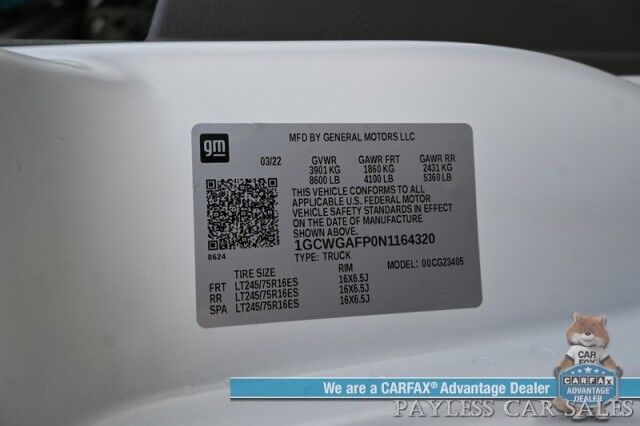 gm
MFD BY GENERAL MOTORS LLC
03/22 GVWR GAWR FRT GAWR RR
3901 KG 1860 KG 2431 KG
8600 LB 4100 LB 5360 LB
THIS VEHICLE CONFORMS TO ALL
APPLICABLE U.S. FEDERAL MOTOR
VEHICLE SAFETY STANDARDS IN EFFECT
ON THE DATE OF MANUFACTURE
SHOWN ABOVE.
1GCWGAFP0N1164320
8624
TYPE: TRUCK MODEL: 00CG23405
TIRE SIZE RIM
FRT LT245/75R16ES 16X6.5J
RR LT245/75R16ES 16X6.5J
SPA LT245/75R16ES 16X6.5J
We are a CARFAX® Advantage Dealer
CAR
FOX
CARFAX
ADVANTAGE
DEALER
PAYLESS CAR SALES